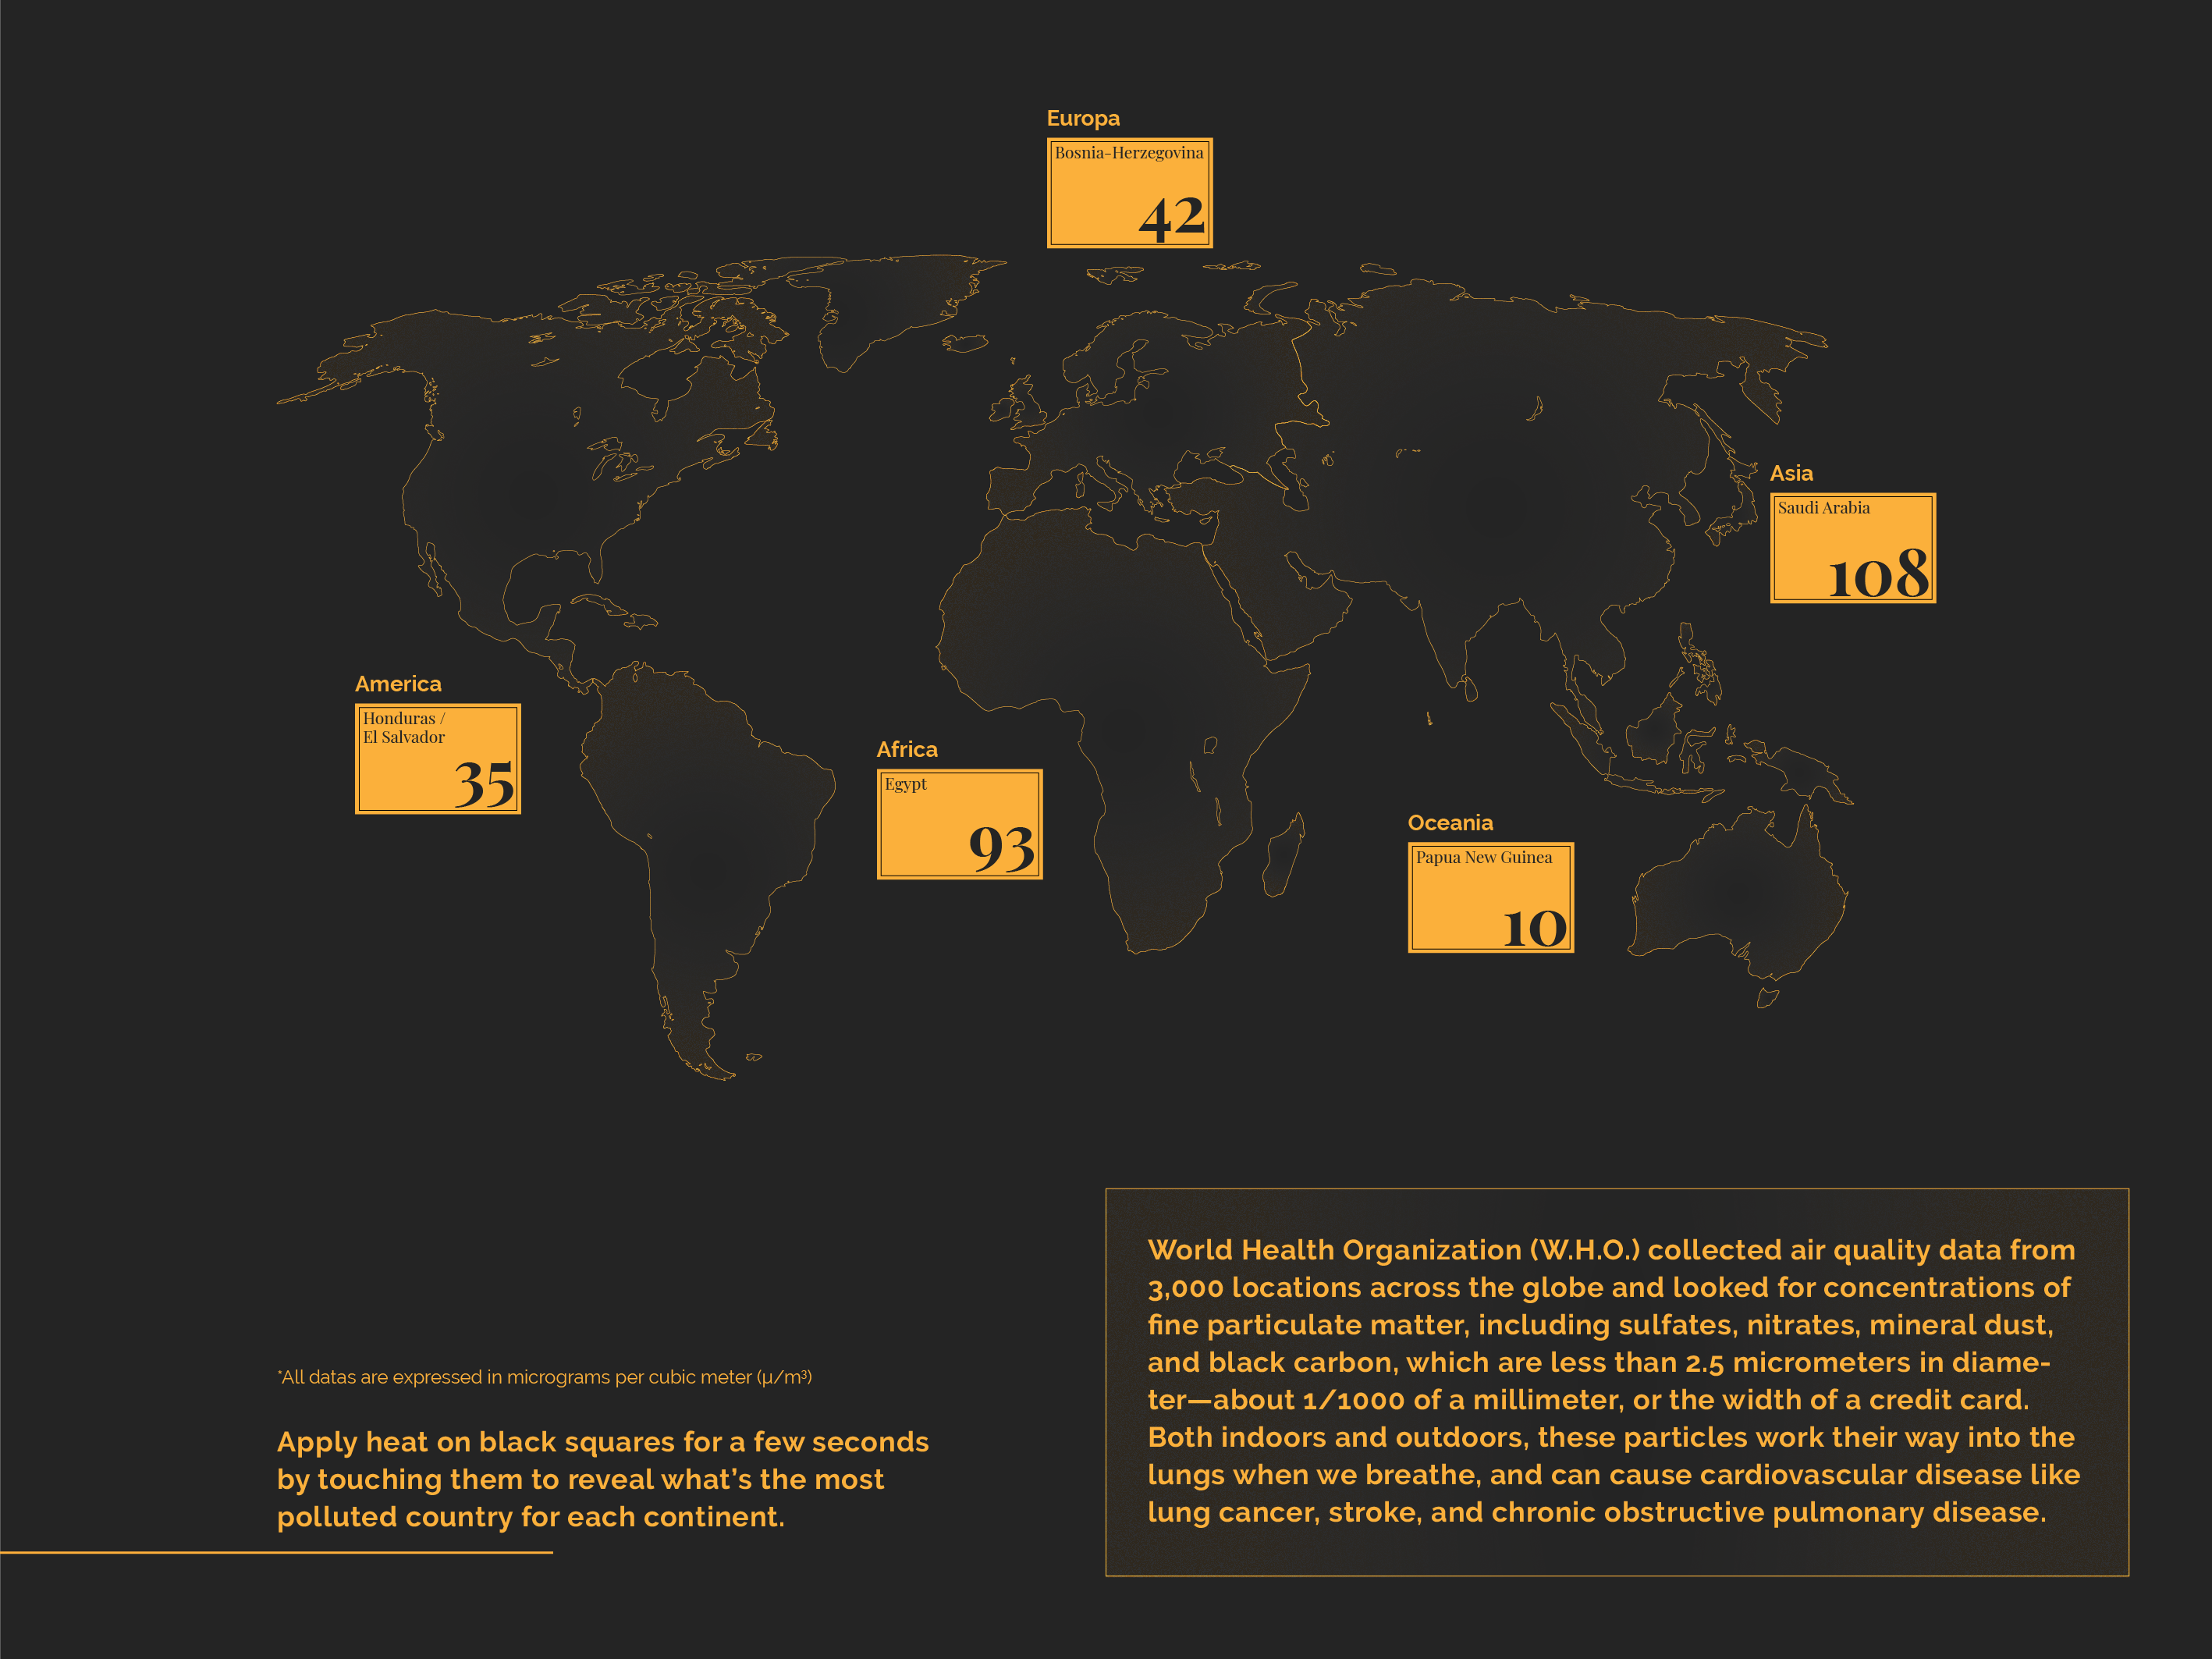 Europa
Bosnia-Herzegovina
42
Asia
Saudi Arabia
108
America
Honduras /
El Salvador
35
Africa
Egypt
93
Oceania
Papua New Guinea
10
*All datas are expressed in micrograms per cubic meter (µ/m³)
Apply heat on black squares for a few seconds
by touching them to reveal what’s the most
polluted country for each continent.
World Health Organization (W.H.O.) collected air quality data from
3,000 locations across the globe and looked for concentrations of
fine particulate matter, including sulfates, nitrates, mineral dust,
and black carbon, which are less than 2.5 micrometers in diame-
ter—about 1/1000 of a millimeter, or the width of a credit card.
Both indoors and outdoors, these particles work their way into the
lungs when we breathe, and can cause cardiovascular disease like
lung cancer, stroke, and chronic obstructive pulmonary disease.